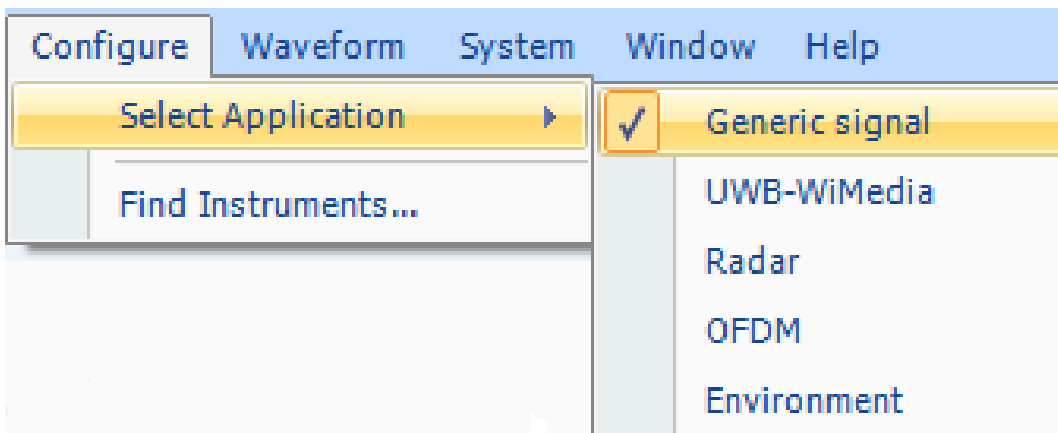 Configure Waveform System Window Help
Select Application
Generic signal
Find Instruments...
UWB-WiMedia
Radar
OFDM
Environment